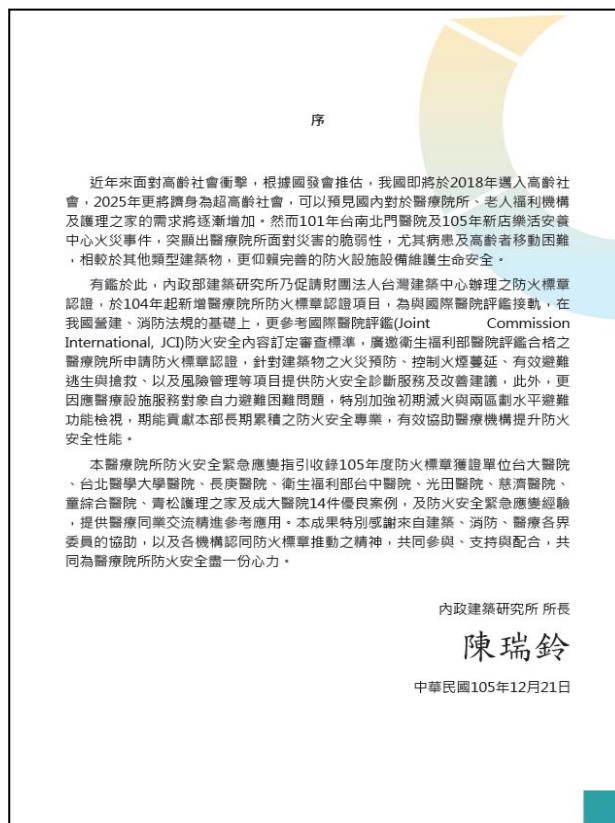 序
近年來面對高齡社會衝擊，根據國發會推估，我國即將於2018年邁入高齡社
會，2025年更將躋身為超高齡社會，可以預見國內對於醫療院所、老人福利機構
及護理之家的需求將逐漸增加。然而101年台南北門醫院及105年新店樂活安養
中心火災事件，突顯出醫療院所面對災害的脆弱性，尤其病患及高齡者移動困難
，相較於其他類型建築物，更仰賴完善的防火設施設備維護生命安全。
有鑑於此，內政部建築研究所乃促請財團法人台灣建築中心辦理之防火標章
認證，於104年起新增醫療院所防火標章認證項目，為與國際醫院評鑑接軌，在
我國營建、消防法規的基礎上，更參考國際醫院評鑑(Joint Commission
International, JCI)防火安全內容訂定審查標準，廣邀衛生福利部醫院評鑑合格之
醫療院所申請防火標章認證，針對建築物之火災預防、控制火煙蔓延、有效避難
逃生與搶救、以及風險管理等項目提供防火安全診斷服務及改善建議，此外，更
因應醫療設施服務對象自力避難困難問題，特別加強初期滅火與兩區劃水平避難
功能檢視，期能貢獻本部長期累積之防火安全專業，有效協助醫療機構提升防火
安全性能。
本醫療院所防火安全緊急應變指引收錄105年度防火標章獲證單位台大醫院
、台北醫學大學醫院、長庚醫院、衛生福利部台中醫院、光田醫院、慈濟醫院、
童綜合醫院、青松護理之家及成大醫院14件優良案例，及防火安全緊急應變經驗
，提供醫療同業交流精進參考應用。本成果特別感謝來自建築、消防、醫療各界
委員的協助，以及各機構認同防火標章推動之精神，共同參與、支持與配合，共
同為醫療院所防火安全盡一份心力。
內政建築研究所 所長
陳瑞鈴
中華民國105年12月21日